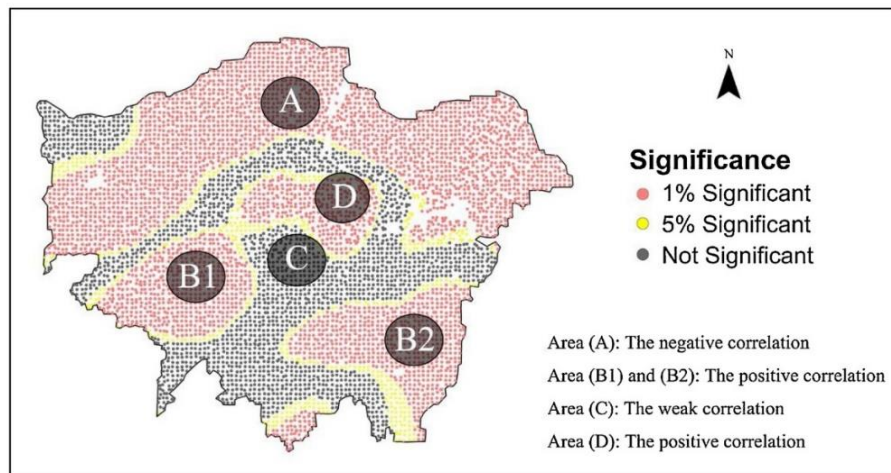 N
A
D
B1
C
B2
Significance
1% Significant
5% Significant
Not Significant
Area (A): The negative correlation
Area (B1) and (B2): The positive correlation
Area (C): The weak correlation
Area (D): The positive correlation